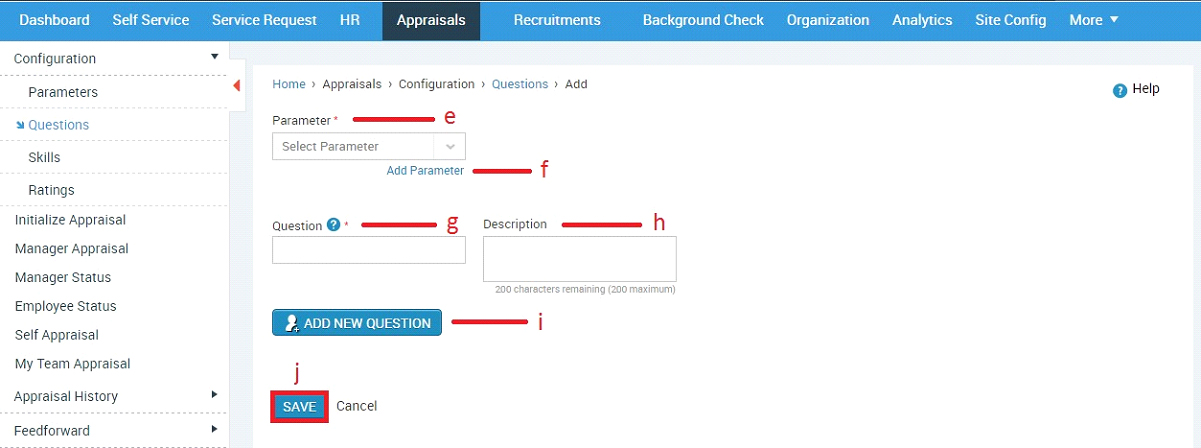 Dashboard Self Service Service Request HR Appraisals Recruitments Background Check Organization Analytics Site Config More
Configuration
Parameters
Questions
Skills
Ratings
Initialize Appraisal
Manager Appraisal
Manager Status
Employee Status
Self Appraisal
My Team Appraisal
Appraisal History
Feedforward
Home › Appraisals › Configuration › Questions › Add
? Help
Parameter * e
Select Parameter
Add Parameter f
Question ? * g
Description h
200 characters remaining (200 maximum)
ADD NEW QUESTION i
j
SAVE Cancel